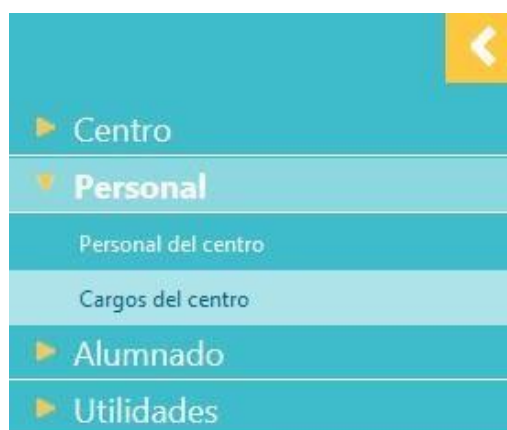 Centro
Personal
Personal del centro
Cargos del centro
Alumnado
Utilidades